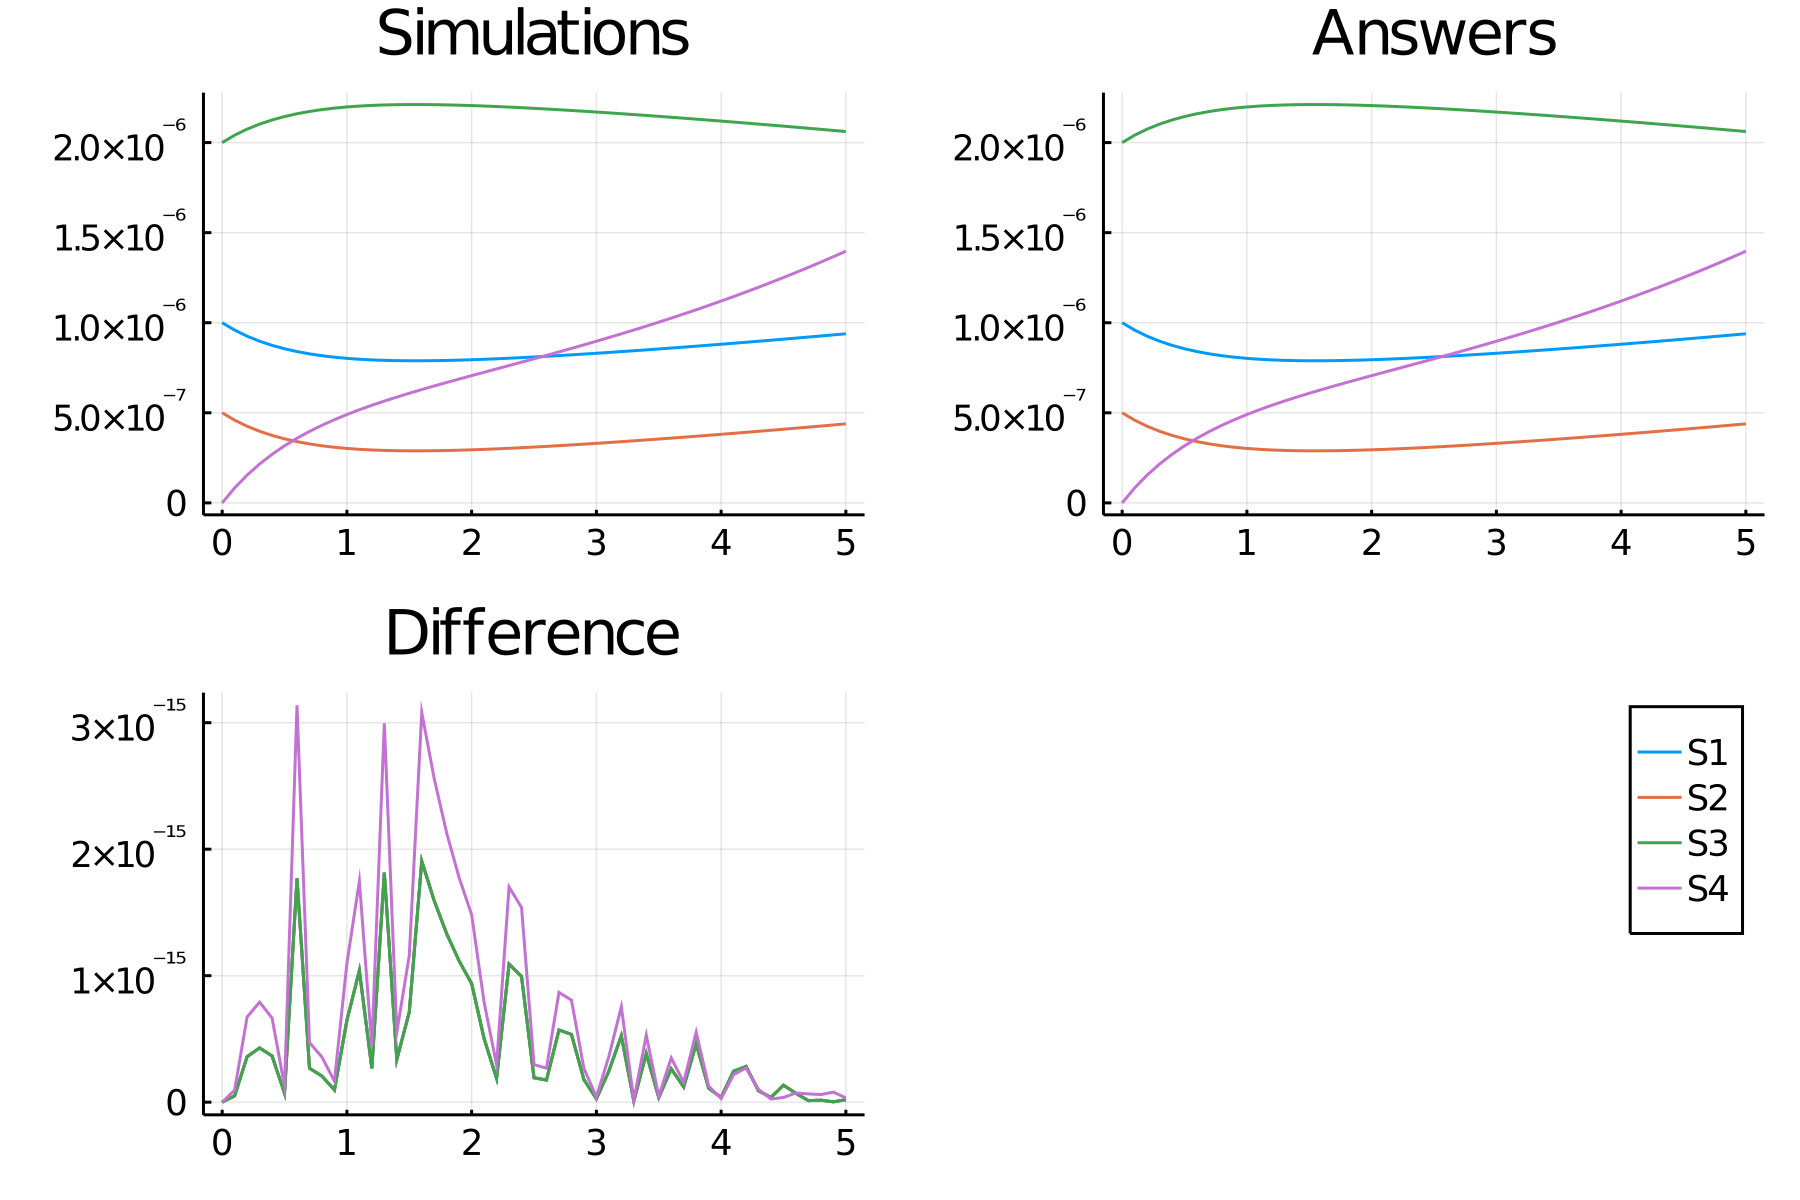 Simulations
2.0×10⁻⁶
1.5×10⁻⁶
1.0×10⁻⁶
5.0×10⁻⁷
0
0 1 2 3 4 5
Answers
2.0×10⁻⁶
1.5×10⁻⁶
1.0×10⁻⁶
5.0×10⁻⁷
0
0 1 2 3 4 5
Difference
3×10⁻¹⁵
2×10⁻¹⁵
1×10⁻¹⁵
0
0 1 2 3 4 5
S1
S2
S3
S4